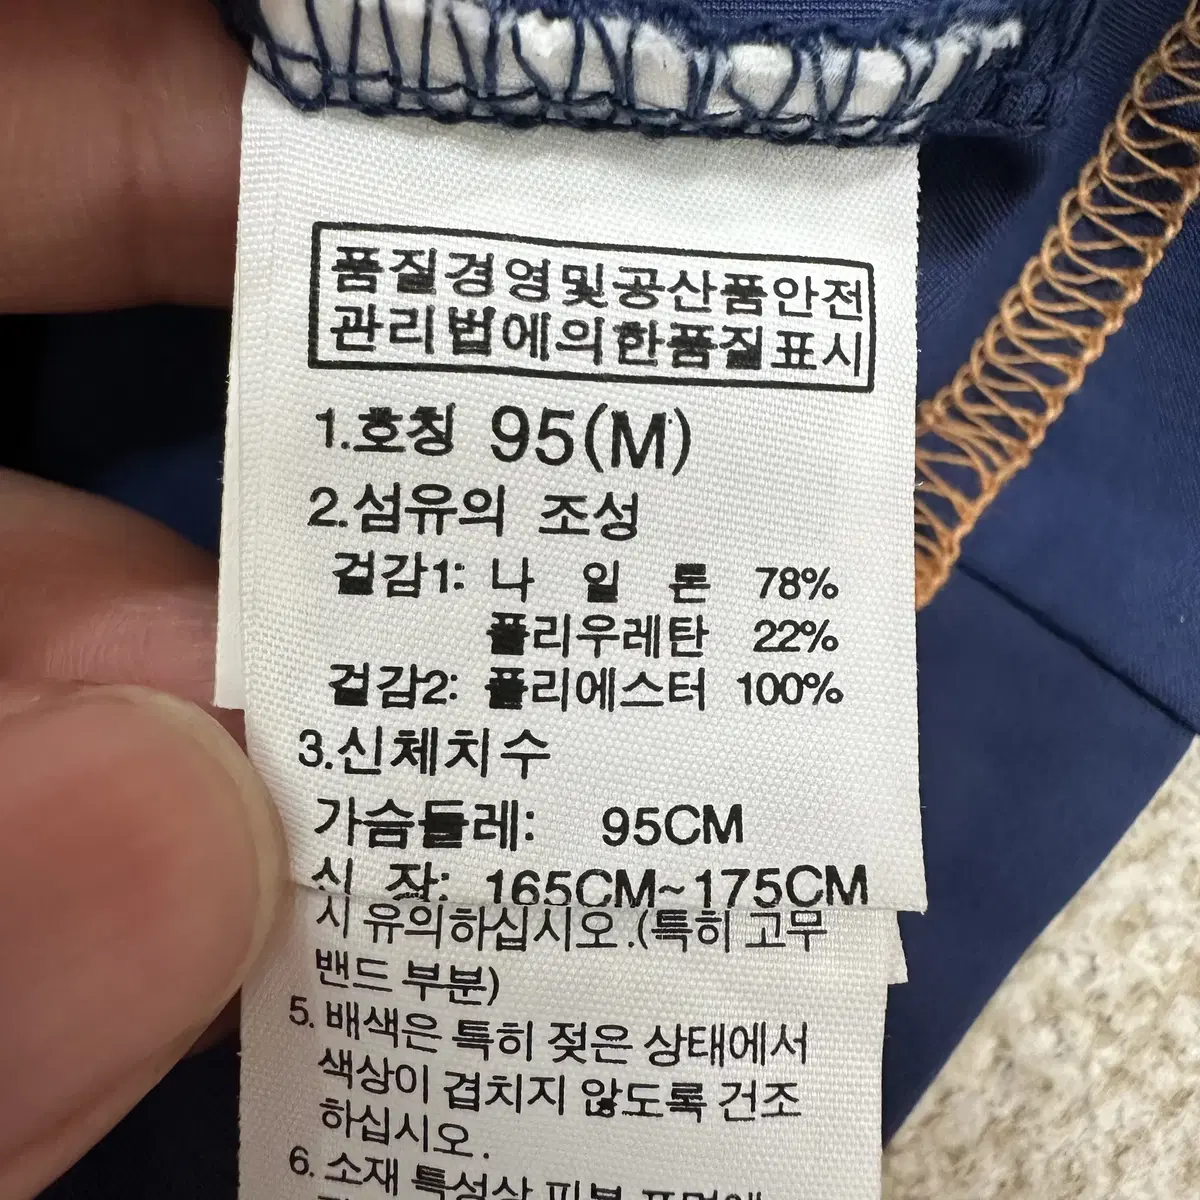 품질경영및공산품안전
관리법에의한품질표시
1.호칭 95(M)
2.섬유의 조성
겉감1: 나 일 론 78%
폴리우레탄 22%
겉감2: 폴리에스터 100%
3.신체치수
가슴둘레: 95CM
신 장: 165CM~175CM
시 유의하십시오.(특히 고무
밴드 부분)
5. 배색은 특히 젖은 상태에서
색상이 겹치지 않도록 건조
하십시오.
6. 소재 특성상 피부 표면에